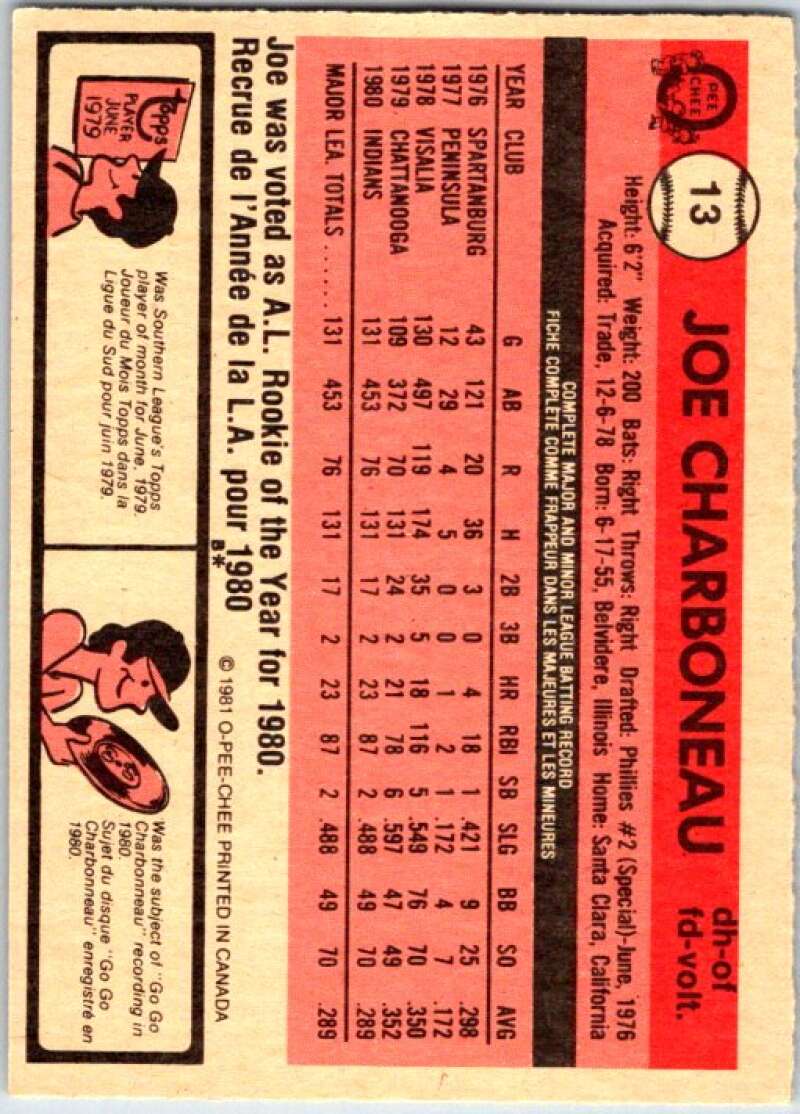 O
PEE
CHEE
13
JOE CHARBONEAU
dh-of
fd-volt.
Height: 6'2" Weight: 200 Bats: Right Throws: Right Drafted: Phillies #2 (Special)-June, 1976
Acquired: Trade, 12-6-78 Born: 6-17-55, Belvidere, Illinois Home: Santa Clara, California
COMPLETE MAJOR AND MINOR LEAGUE BATTING RECORD
FICHE COMPLÈTE COMME FRAPPEUR DANS LES MAJEURES ET LES MINEURES
YEAR CLUB G AB R H 2B 3B HR RBI SB SLG BB SO AVG
1976 SPARTANBURG 43 121 20 36 3 0 4 18 1 .421 9 25 .298
1977 PENINSULA 12 29 4 5 0 0 1 2 1 .172 4 7 .172
1978 VISALIA 130 497 119 174 35 5 18 116 5 .549 76 70 .350
1979 CHATTANOOGA 109 372 70 131 24 2 21 78 6 .597 47 49 .352
1980 INDIANS 131 453 76 131 17 2 23 87 2 .488 49 70 .289
MAJOR LEA. TOTALS ...... 131 453 76 131 17 2 23 87 2 .488 49 70 .289
Joe was voted as A.L. Rookie of the Year for 1980.
Recrue de l'Année de la L.A. pour 1980
B* © 1981 O-PEE-CHEE PRINTED IN CANADA
Topps
PLAYER
JUNE
1979
Was Southern League's Topps
player of month for June, 1979.
Joueur du Mois Topps dans la
Ligue du Sud pour juin 1979.
Was the subject of "Go Go
Charbonneau" recording in
1980.
Sujet du disque "Go Go
Charbonneau" enregistré en
1980.